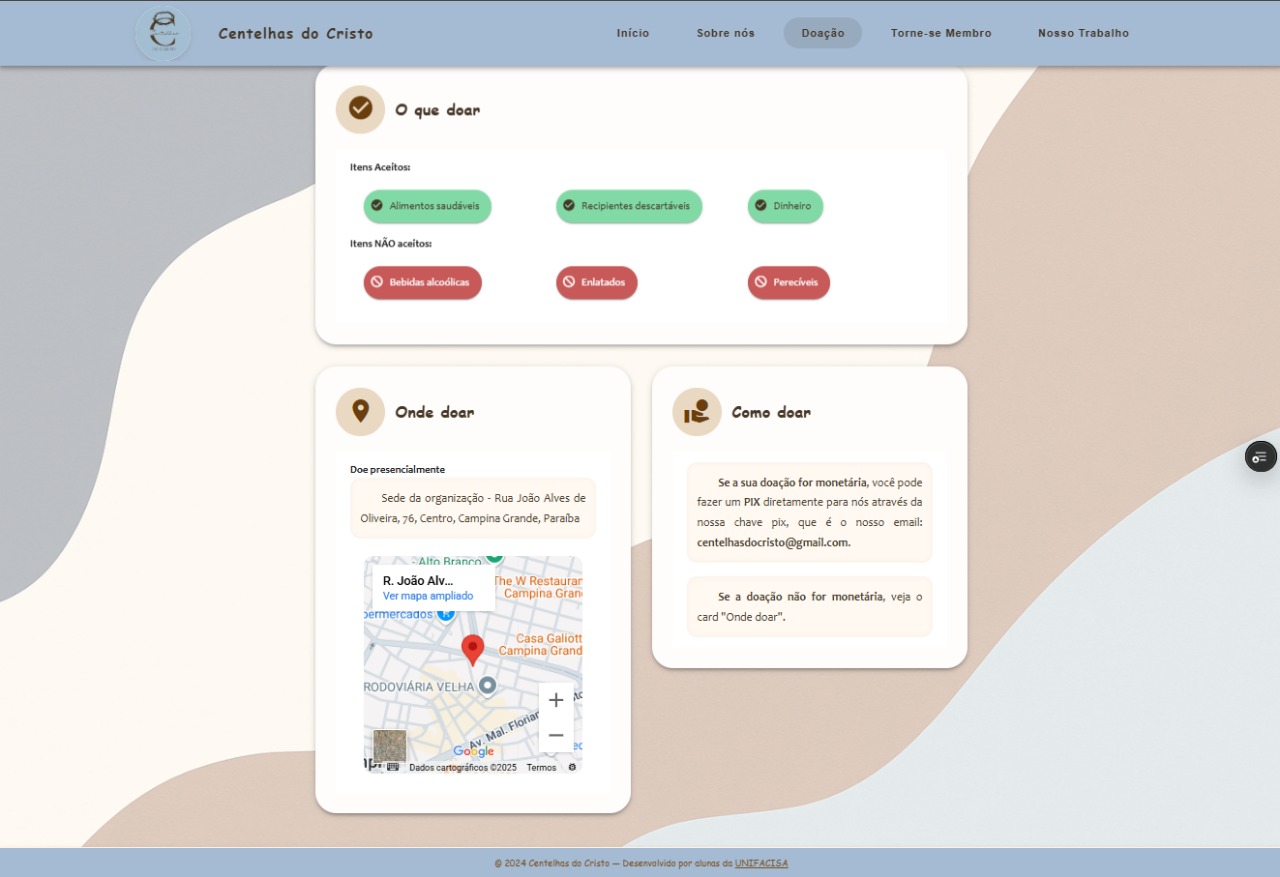 Centelhas do Cristo
Início
Sobre nós
Doação
Torne-se Membro
Nosso Trabalho
O que doar
Itens Aceitos:
Alimentos saudáveis
Recipientes descartáveis
Dinheiro
Itens NÃO aceitos:
Bebidas alcoólicas
Enlatados
Perecíveis
Onde doar
Doe presencialmente
Sede da organização - Rua João Alves de
Oliveira, 76, Centro, Campina Grande, Paraíba
Alto Branco
R. João Alv...
Ver mapa ampliado
The W Restauran
Campina Gran
permercados
Casa Galiott
Campina Grand
RODOVIÁRIA VELHA
Av. Mal. Florian
Google
Dados cartográficos ©2025
Termos
Como doar
Se a sua doação for monetária, você pode
fazer um PIX diretamente para nós através da
nossa chave pix, que é o nosso email:
centelhasdocristo@gmail.com.
Se a doação não for monetária, veja o
card "Onde doar".
© 2024 Centelhas do Cristo — Desenvolvido por alunas da UNIFACISA